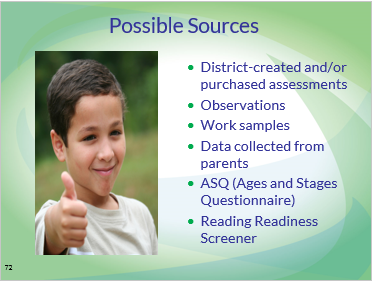 Possible Sources
District-created and/or
purchased assessments
Observations
Work samples
Data collected from
parents
ASQ (Ages and Stages
Questionnaire)
Reading Readiness
Screener
72